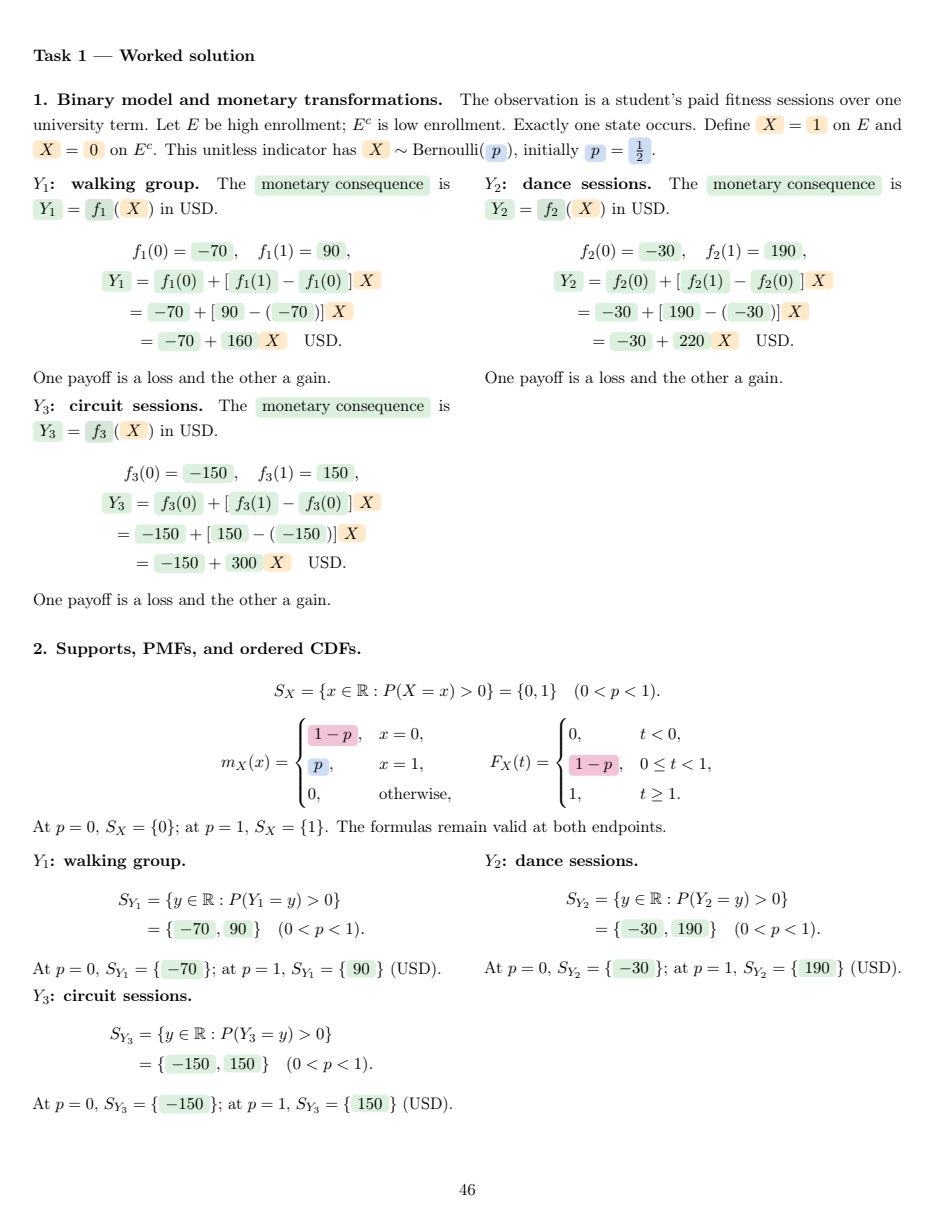 Task 1 — Worked solution
1. Binary model and monetary transformations. The observation is a student's paid fitness sessions over one
university term. Let E be high enrollment; Eᶜ is low enrollment. Exactly one state occurs. Define X = 1 on E and
X = 0 on Eᶜ. This unitless indicator has X ∼ Bernoulli(p), initially p = 1/2.
Y₁: walking group. The monetary consequence is
Y₁ = f₁(X) in USD.
f₁(0) = −70, f₁(1) = 90,
Y₁ = f₁(0) + [f₁(1) − f₁(0)]X
= −70 + [90 − (−70)]X
= −70 + 160X USD.
One payoff is a loss and the other a gain.
Y₂: dance sessions. The monetary consequence is
Y₂ = f₂(X) in USD.
f₂(0) = −30, f₂(1) = 190,
Y₂ = f₂(0) + [f₂(1) − f₂(0)]X
= −30 + [190 − (−30)]X
= −30 + 220X USD.
One payoff is a loss and the other a gain.
Y₃: circuit sessions. The monetary consequence is
Y₃ = f₃(X) in USD.
f₃(0) = −150, f₃(1) = 150,
Y₃ = f₃(0) + [f₃(1) − f₃(0)]X
= −150 + [150 − (−150)]X
= −150 + 300X USD.
One payoff is a loss and the other a gain.
2. Supports, PMFs, and ordered CDFs.
S_X = {x ∈ ℝ : P(X = x) > 0} = {0, 1} (0 < p < 1).
m_X(x) = { 1 − p, x = 0,
p, x = 1,
0, otherwise,
F_X(t) = { 0, t < 0,
1 − p, 0 ≤ t < 1,
1, t ≥ 1.
At p = 0, S_X = {0}; at p = 1, S_X = {1}. The formulas remain valid at both endpoints.
Y₁: walking group.
S_Y₁ = {y ∈ ℝ : P(Y₁ = y) > 0}
= {−70, 90} (0 < p < 1).
At p = 0, S_Y₁ = {−70}; at p = 1, S_Y₁ = {90} (USD).
Y₂: dance sessions.
S_Y₂ = {y ∈ ℝ : P(Y₂ = y) > 0}
= {−30, 190} (0 < p < 1).
At p = 0, S_Y₂ = {−30}; at p = 1, S_Y₂ = {190} (USD).
Y₃: circuit sessions.
S_Y₃ = {y ∈ ℝ : P(Y₃ = y) > 0}
= {−150, 150} (0 < p < 1).
At p = 0, S_Y₃ = {−150}; at p = 1, S_Y₃ = {150} (USD).
46